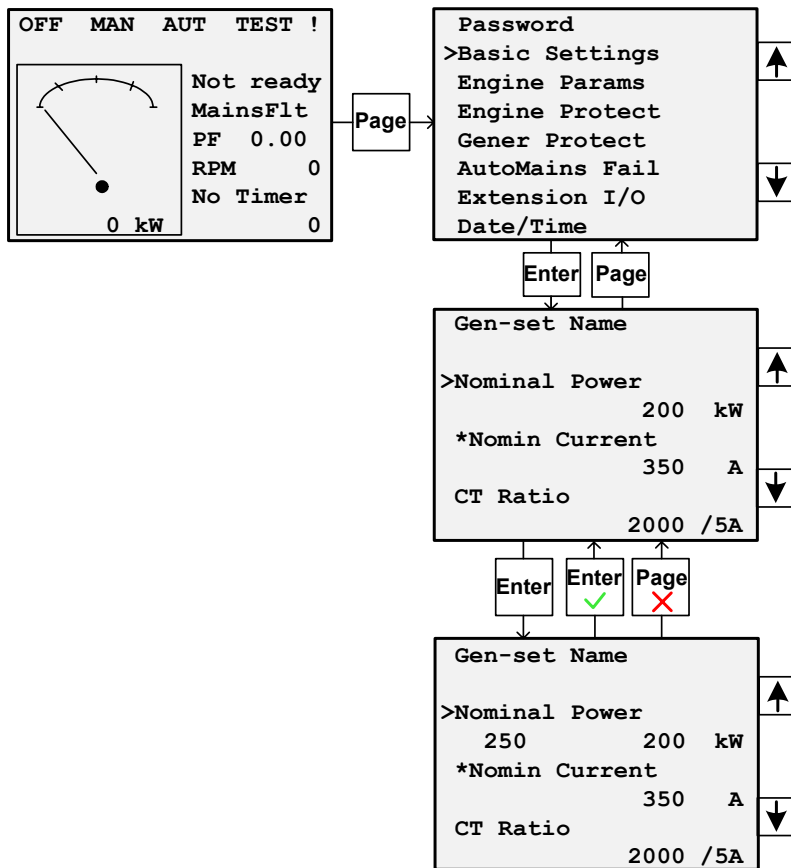 OFF MAN AUT TEST !
Not ready
MainsFlt
PF 0.00
RPM 0
No Timer
0 kW 0
Page
Password
>Basic Settings
Engine Params
Engine Protect
Gener Protect
AutoMains Fail
Extension I/O
Date/Time
Enter Page
Gen-set Name
>Nominal Power
200 kW
*Nomin Current
350 A
CT Ratio
2000 /5A
Enter Enter Page
Gen-set Name
>Nominal Power
250 200 kW
*Nomin Current
350 A
CT Ratio
2000 /5A